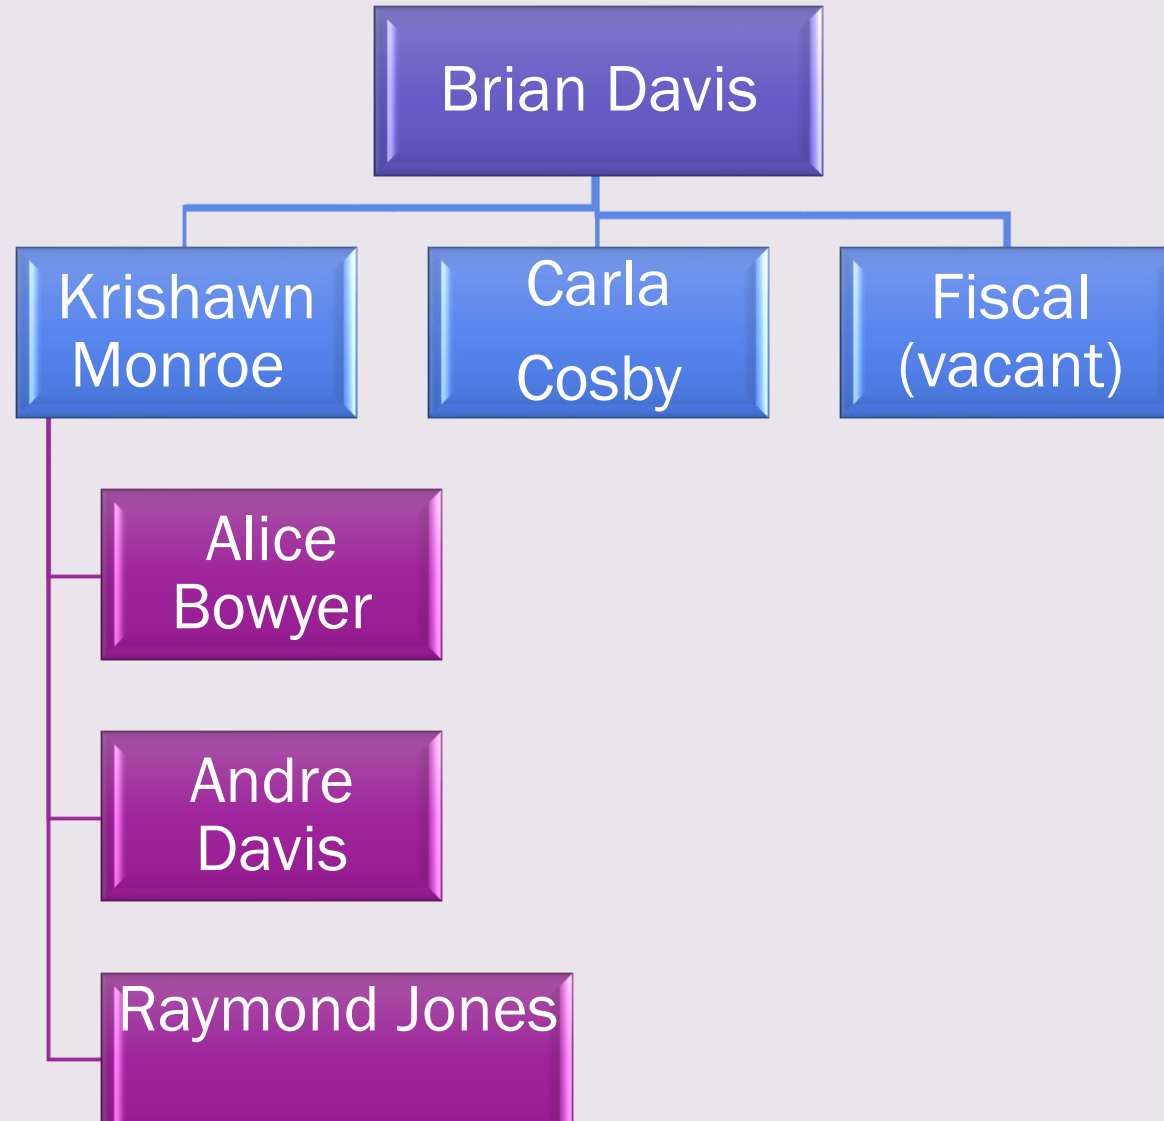 Brian Davis
Krishawn
Monroe
Carla
Cosby
Fiscal
(vacant)
Alice
Bowyer
Andre
Davis
Raymond Jones